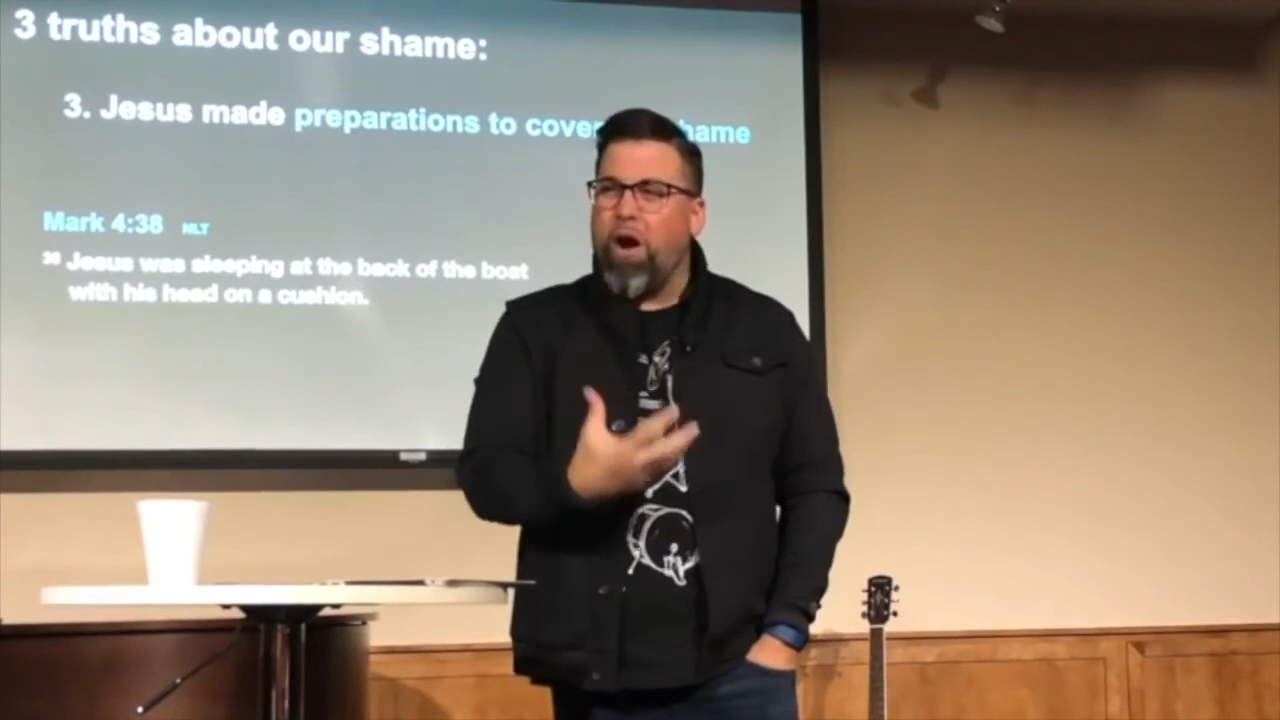 3 truths about our shame:
3. Jesus made preparations to cover shame
Mark 4:38 NLT
38 Jesus was sleeping at the back of the boat
with his head on a cushion.